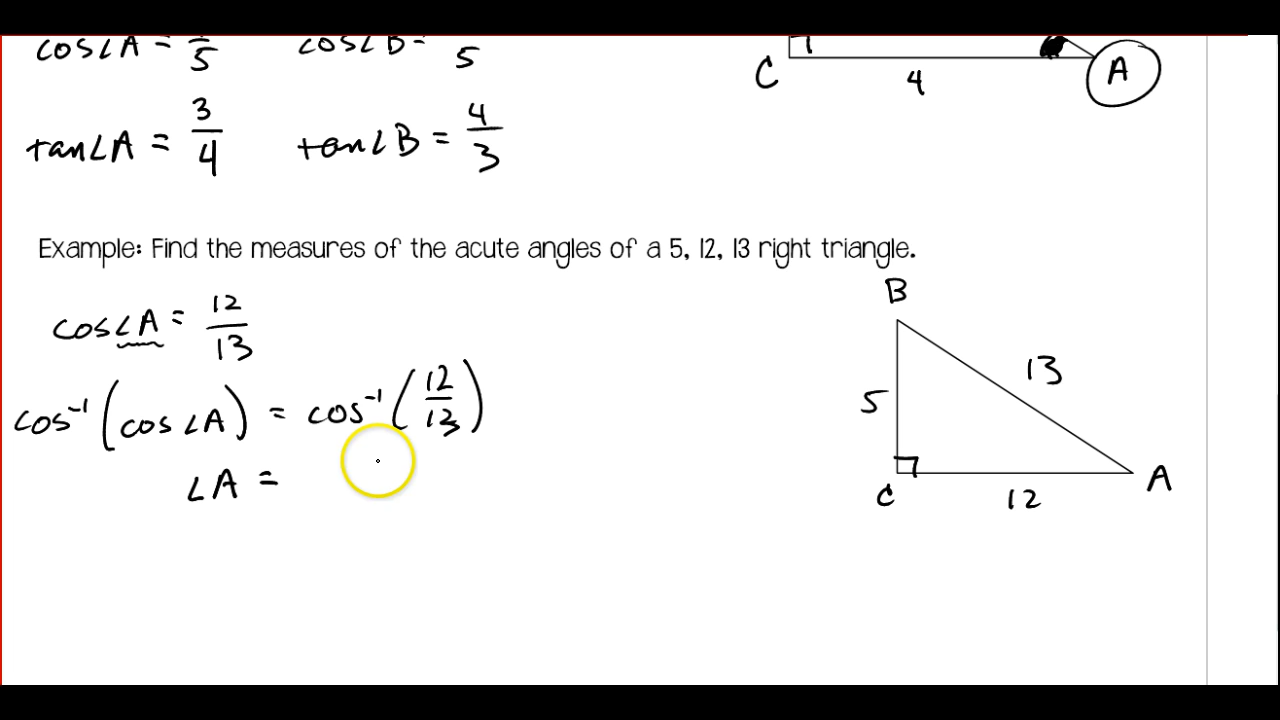 cos∠A = /5 cos∠B = /5
C 4 A
tan∠A = 3/4 tan∠B = 4/3
Example: Find the measures of the acute angles of a 5, 12, 13 right triangle.
cos∠A = 12/13
cos⁻¹(cos∠A) = cos⁻¹(12/13)
∠A =
B
13
5
C 12 A